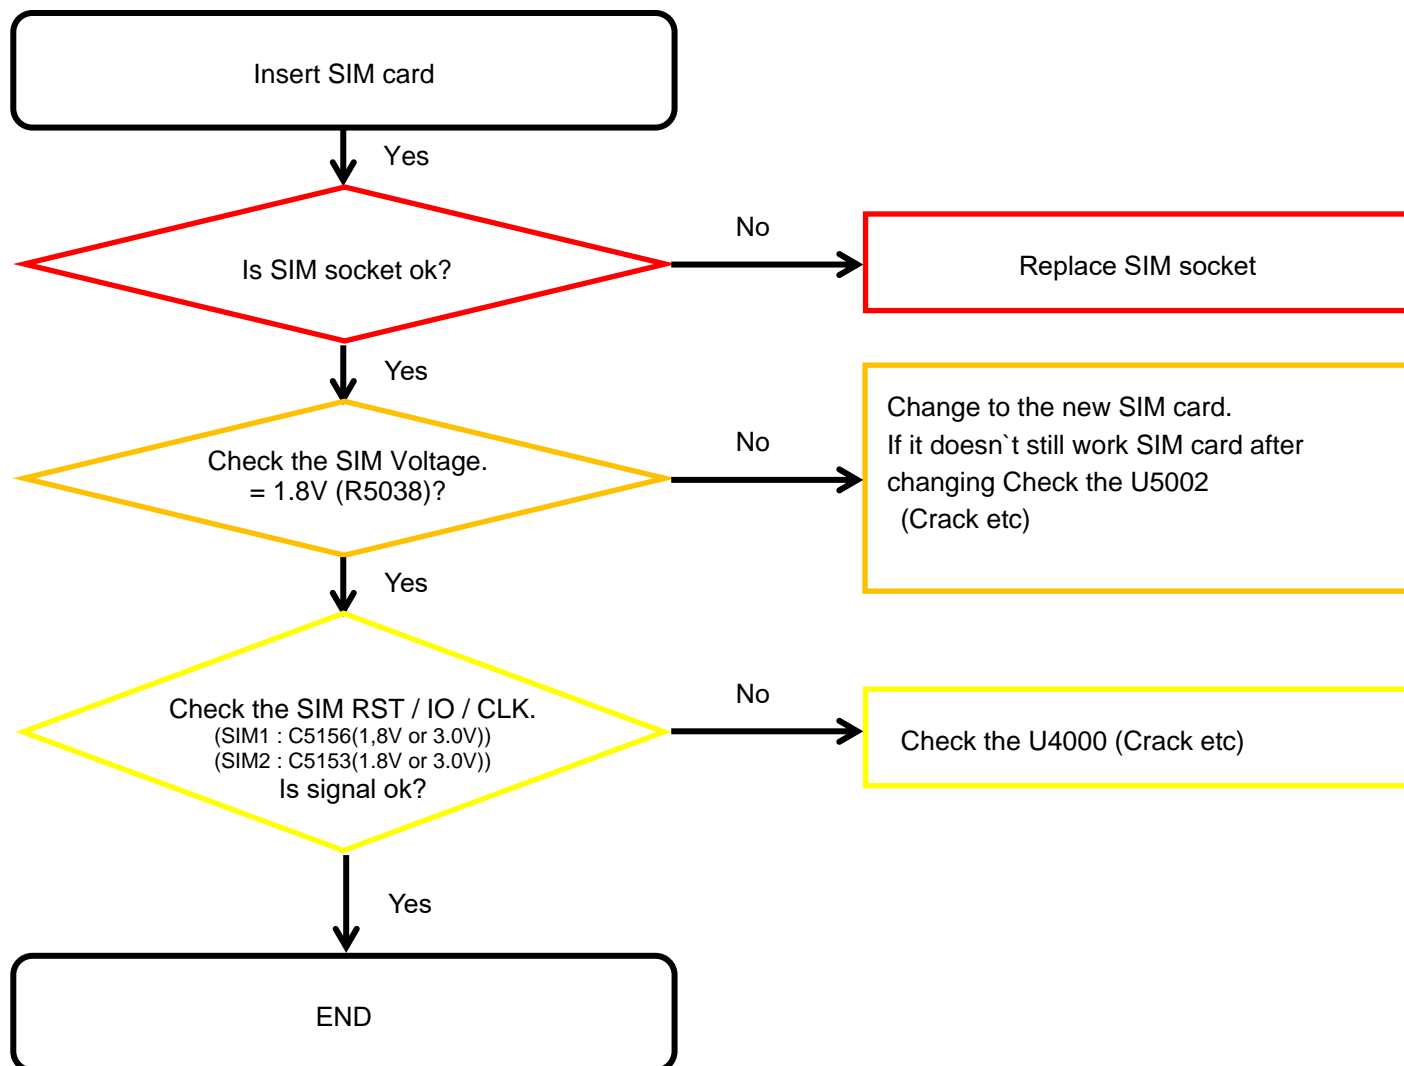 Insert SIM card
Yes
Is SIM socket ok?
No
Replace SIM socket
Yes
Check the SIM Voltage.
= 1.8V (R5038)?
No
Change to the new SIM card.
If it doesn`t still work SIM card after
changing Check the U5002
(Crack etc)
Yes
Check the SIM RST / IO / CLK.
(SIM1 : C5156(1,8V or 3.0V))
(SIM2 : C5153(1.8V or 3.0V))
Is signal ok?
No
Check the U4000 (Crack etc)
Yes
END